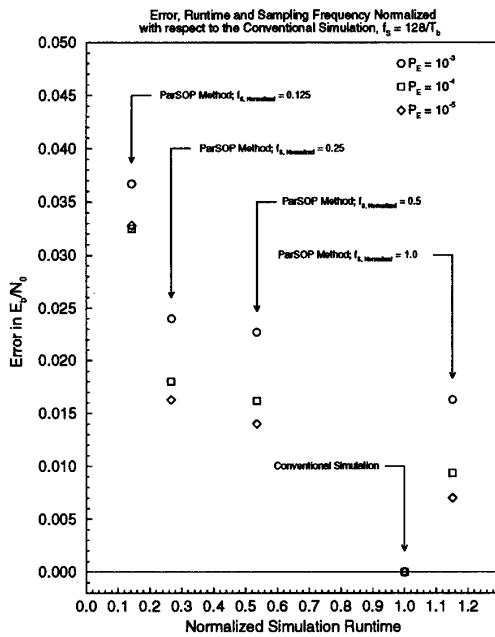 Error, Runtime and Sampling Frequency Normalized
with respect to the Conventional Simulation, fS = 128/Tb
0.050
PE = 10-3
PE = 10-4
PE = 10-5
0.045
ParSOP Method; fS, Normalized = 0.125
0.040
ParSOP Method; fS, Normalized = 0.25
0.035
ParSOP Method; fS, Normalized = 0.5
0.030
ParSOP Method; fS, Normalized = 1.0
0.025
0.020
0.015
0.010
Conventional Simulation
0.005
0.000
Error in Eb/N0
0.0 0.1 0.2 0.3 0.4 0.5 0.6 0.7 0.8 0.9 1.0 1.1 1.2
Normalized Simulation Runtime